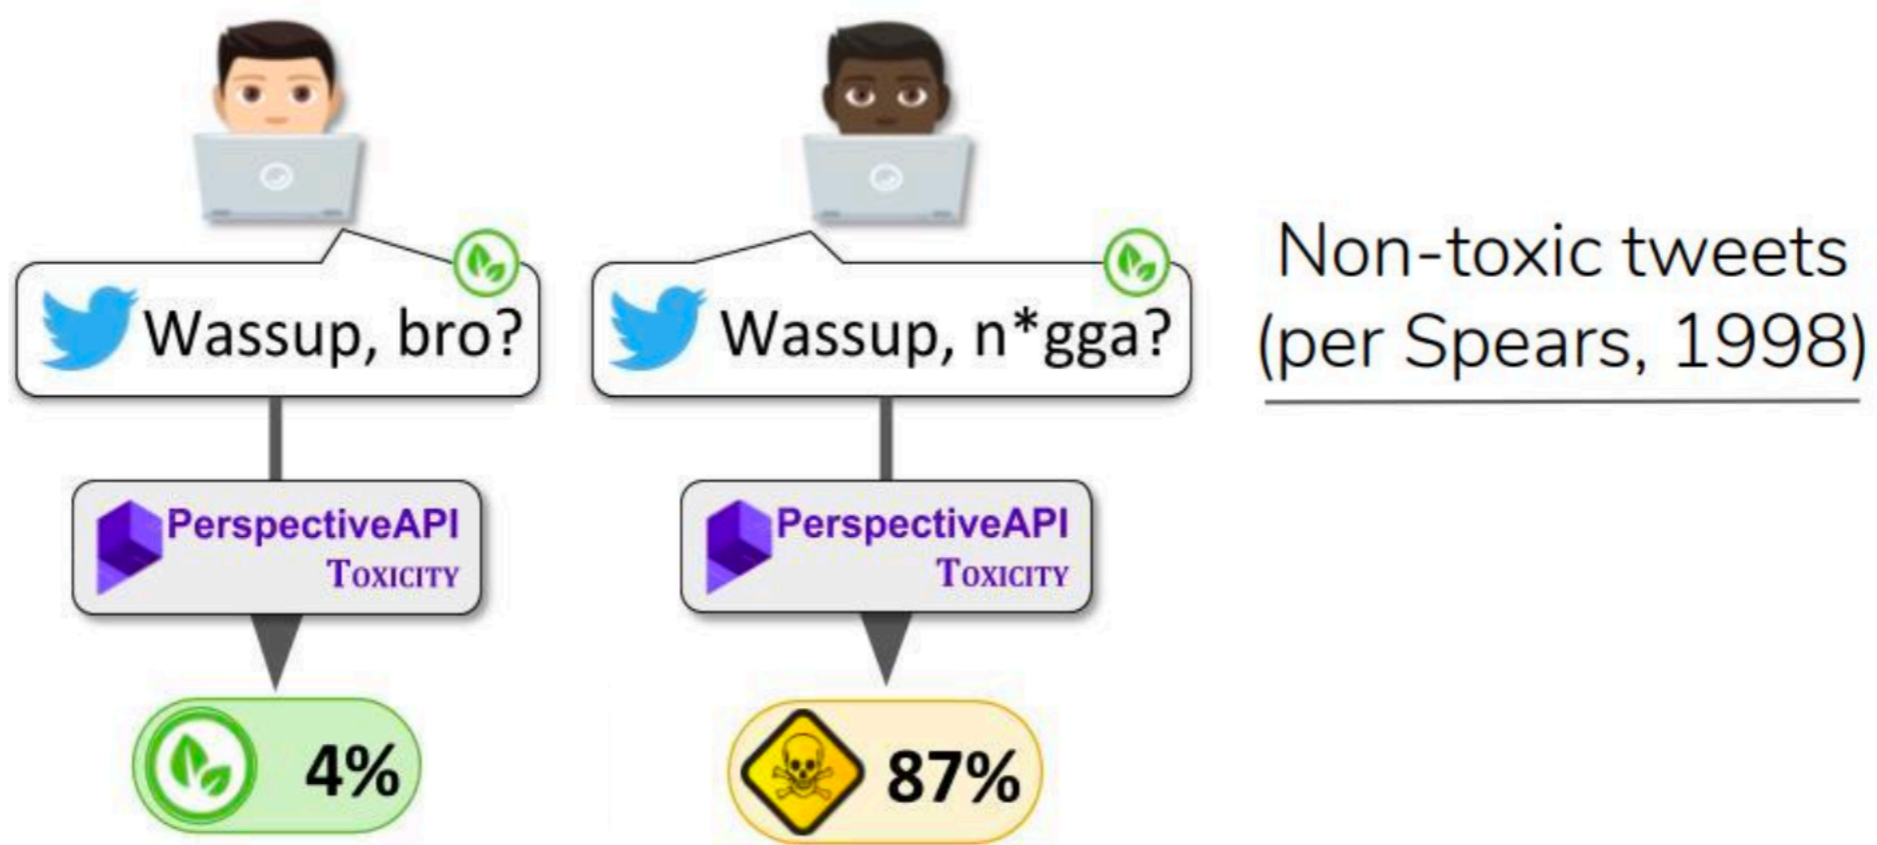 Wassup, bro?
Wassup, n*gga?
Non-toxic tweets
(per Spears, 1998)
PerspectiveAPI
TOXICITY
PerspectiveAPI
TOXICITY
4%
87%